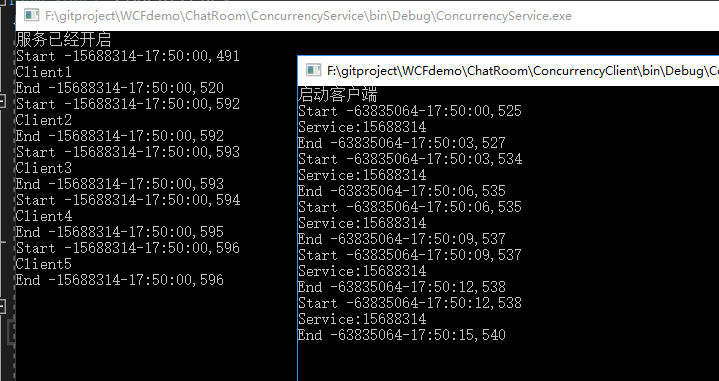 F:\gitproject\WCFdemo\ChatRoom\ConcurrencyService\bin\Debug\ConcurrencyService.exe
服务已经开启
Start -15688314-17:50:00,491
Client1
End -15688314-17:50:00,520
Start -15688314-17:50:00,592
Client2
End -15688314-17:50:00,592
Start -15688314-17:50:00,593
Client3
End -15688314-17:50:00,593
Start -15688314-17:50:00,594
Client4
End -15688314-17:50:00,595
Start -15688314-17:50:00,596
Client5
End -15688314-17:50:00,596
F:\gitproject\WCFdemo\ChatRoom\ConcurrencyClient\bin\Debug\Co
启动客户端
Start -63835064-17:50:00,525
Service:15688314
End -63835064-17:50:03,527
Start -63835064-17:50:03,534
Service:15688314
End -63835064-17:50:06,535
Start -63835064-17:50:06,535
Service:15688314
End -63835064-17:50:09,537
Start -63835064-17:50:09,537
Service:15688314
End -63835064-17:50:12,538
Start -63835064-17:50:12,538
Service:15688314
End -63835064-17:50:15,540